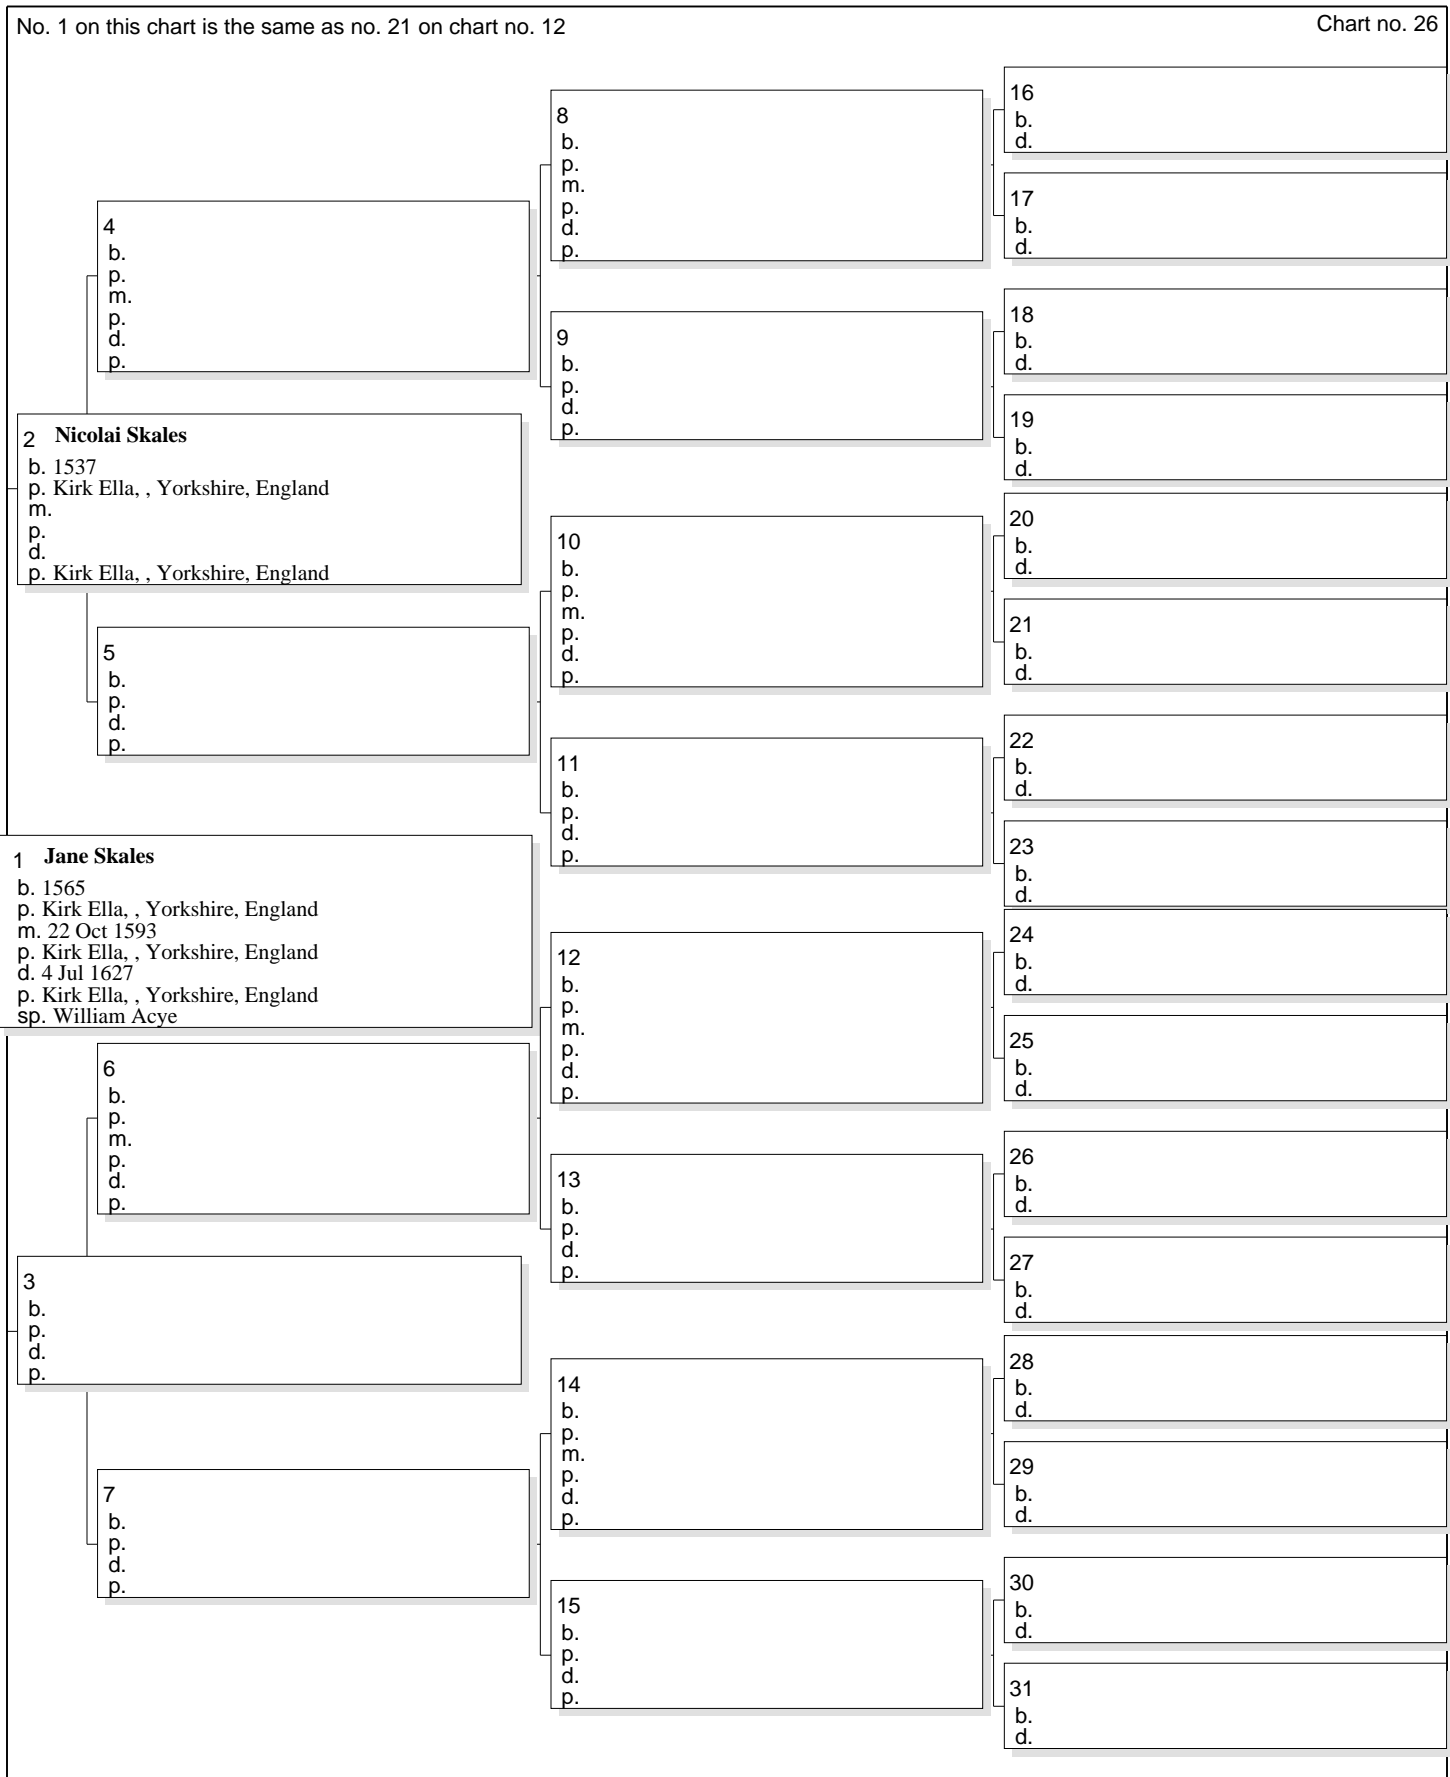 No. 1 on this chart is the same as no. 21 on chart no. 12
Chart no. 26
16
b.
d.
8
b.
p.
m.
p.
d.
p.
17
b.
d.
4
b.
p.
m.
p.
d.
p.
18
b.
d.
9
b.
p.
d.
p.
19
b.
d.
2 Nicolai Skales
b. 1537
p. Kirk Ella, , Yorkshire, England
m.
p.
d.
p. Kirk Ella, , Yorkshire, England
20
b.
d.
10
b.
p.
m.
p.
d.
p.
21
b.
d.
5
b.
p.
d.
p.
22
b.
d.
11
b.
p.
d.
p.
23
b.
d.
1 Jane Skales
b. 1565
p. Kirk Ella, , Yorkshire, England
m. 22 Oct 1593
p. Kirk Ella, , Yorkshire, England
d. 4 Jul 1627
p. Kirk Ella, , Yorkshire, England
sp. William Acye
24
b.
d.
12
b.
p.
m.
p.
d.
p.
25
b.
d.
6
b.
p.
m.
p.
d.
p.
26
b.
d.
13
b.
p.
d.
p.
27
b.
d.
3
b.
p.
d.
p.
28
b.
d.
14
b.
p.
m.
p.
d.
p.
29
b.
d.
7
b.
p.
d.
p.
30
b.
d.
15
b.
p.
d.
p.
31
b.
d.